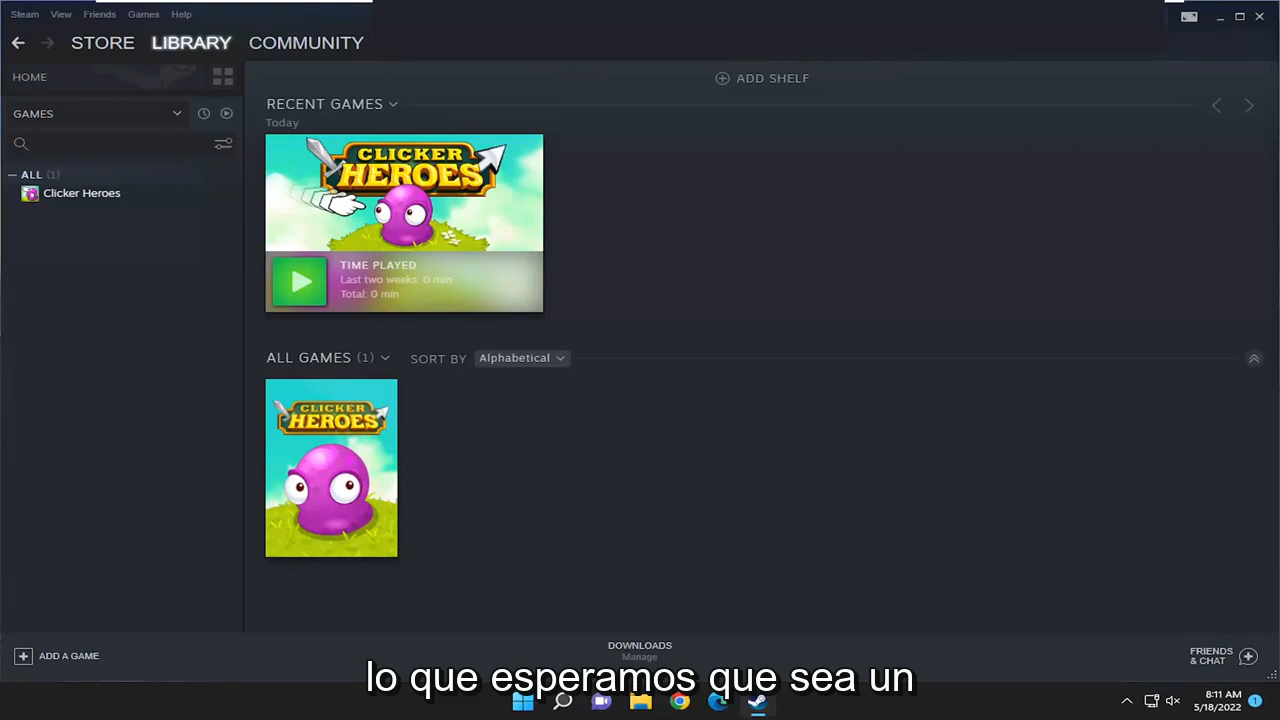 Steam View Friends Games Help
STORE LIBRARY COMMUNITY
HOME
ADD SHELF
GAMES
RECENT GAMES
Today
CLICKER
HEROES
TIME PLAYED
Last two weeks: 0 min
Total: 0 min
ALL (1)
Clicker Heroes
ALL GAMES (1) SORT BY Alphabetical
CLICKER
HEROES
ADD A GAME
DOWNLOADS
Manage
FRIENDS
& CHAT
lo que esperamos que sea un
8:11 AM
5/18/2022
1